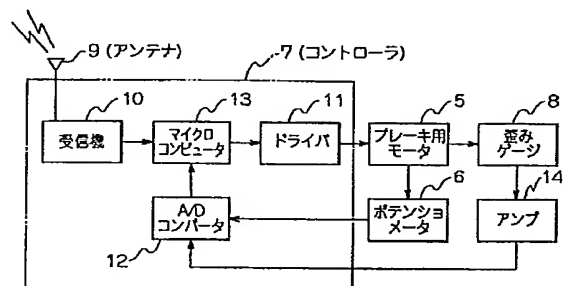 9 (アンテナ)
7 (コントローラ)
10
13
11
5
8
受信機
マイクロ
コンピュータ
ドライバ
ブレーキ用
モータ
歪み
ゲージ
6
14
A/D
コンバータ
ポテンショ
メータ
アンプ
12